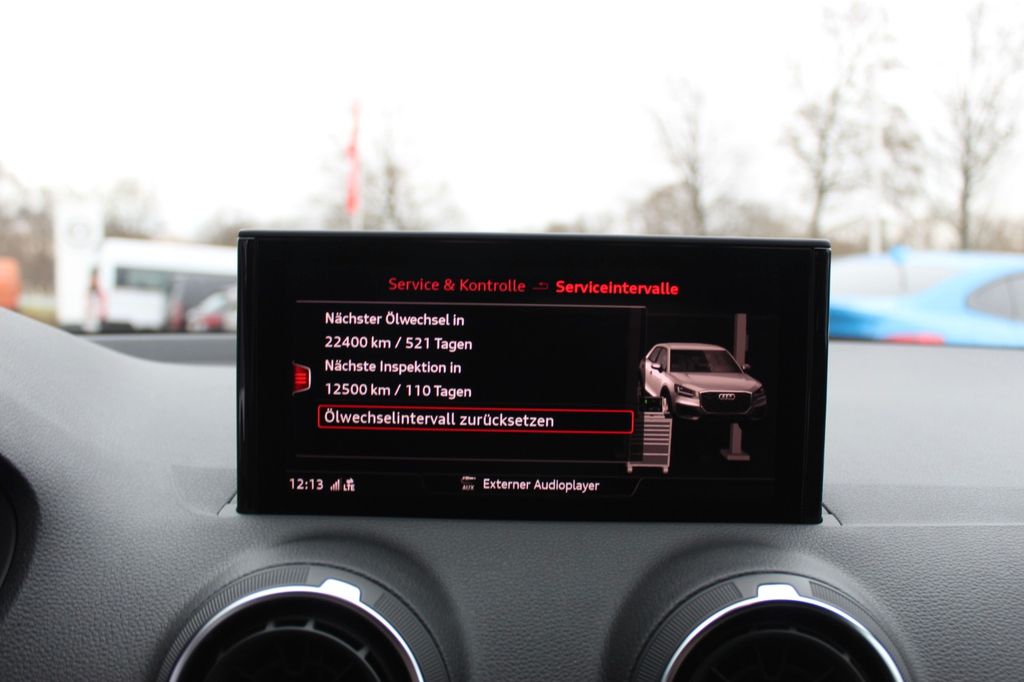 Service & Kontrolle Serviceintervalle
Nächster Ölwechsel in
22400 km / 521 Tagen
Nächste Inspektion in
12500 km / 110 Tagen
Ölwechselintervall zurücksetzen
12:13 LTE AUX Externer Audioplayer